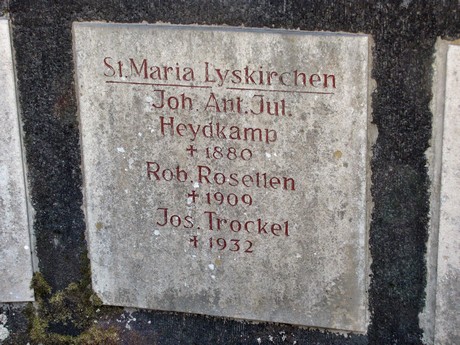 St. Maria Lyskirchen
Joh. Ant. Jul.
Heydkamp
✝ 1880
Rob. Rosellen
✝ 1909
Jos. Trockel
✝ 1932